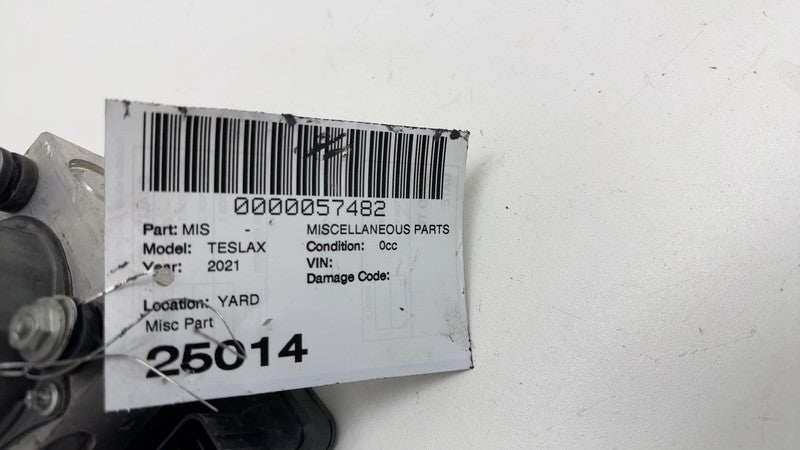 0000057482
Part: MIS - MISCELLANEOUS PARTS
Model: TESLAX Condition: 0cc
Year: 2021 VIN:
Damage Code:
Location: YARD
Misc Part
25014